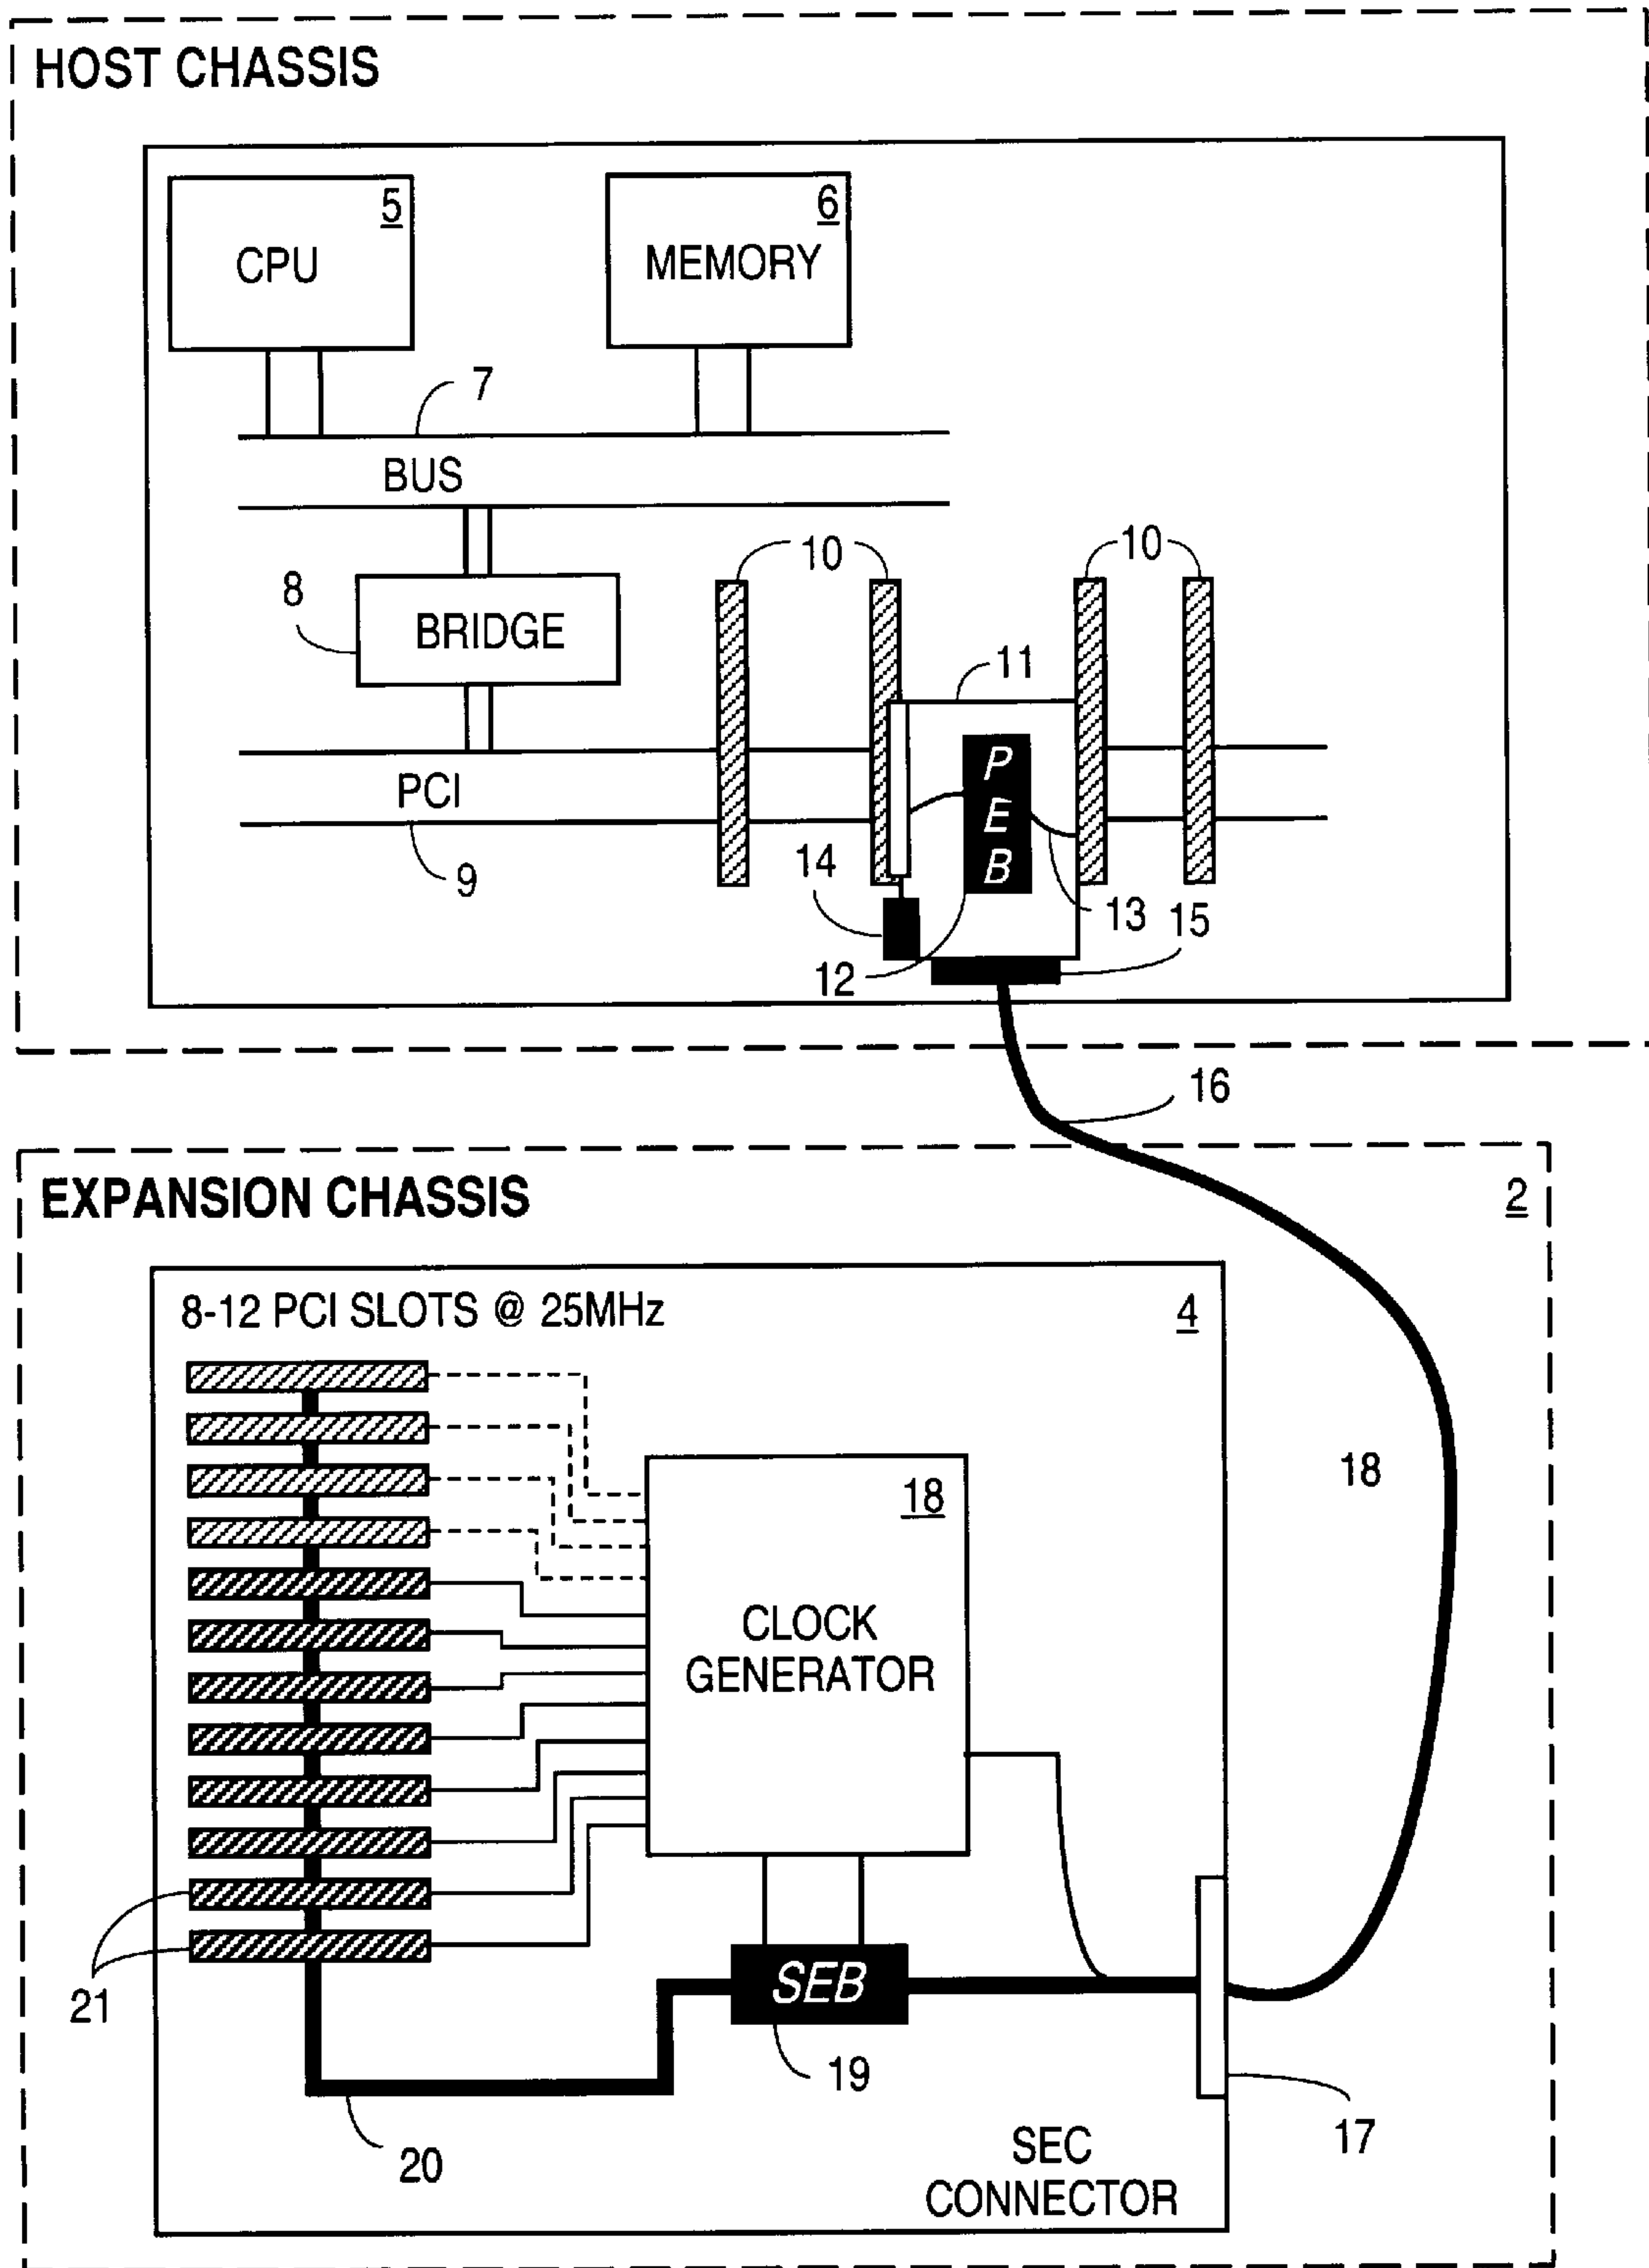 HOST CHASSIS
5
CPU
6
MEMORY
7
BUS
10
10
8
BRIDGE
11
PCI
P
E
B
9
14
13
15
12
16
EXPANSION CHASSIS
2
8-12 PCI SLOTS @ 25MHz
4
18
18
CLOCK
GENERATOR
21
SEB
19
20
17
SEC
CONNECTOR